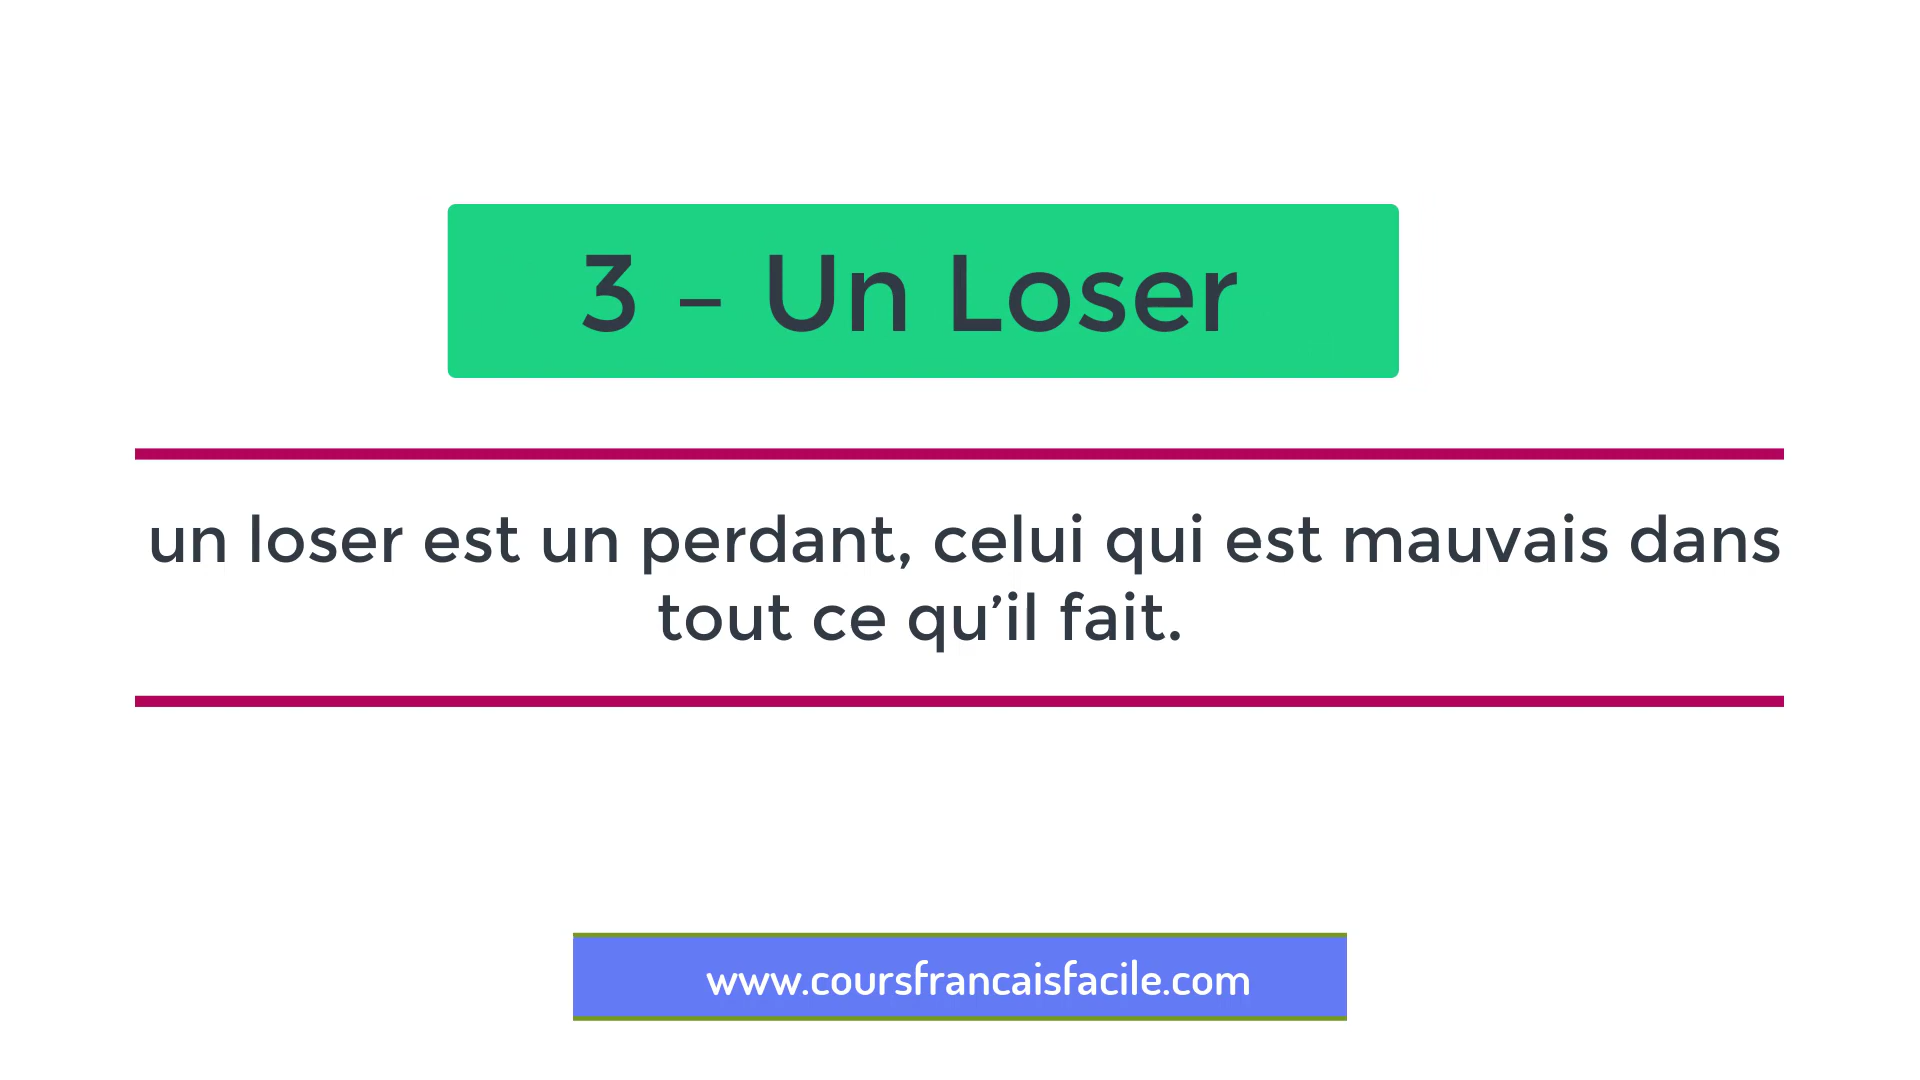 3 – Un Loser
un loser est un perdant, celui qui est mauvais dans
tout ce qu’il fait.
www.coursfrancaisfacile.com